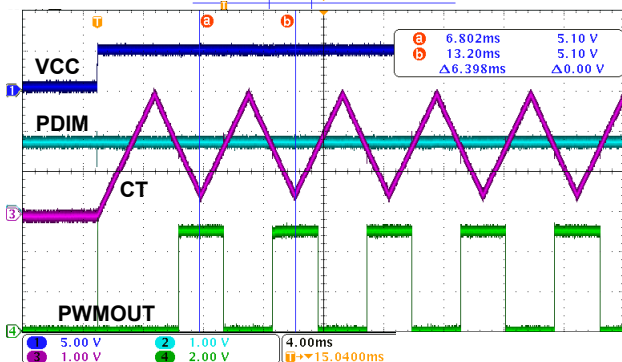 T
T
a
b
a 6.802ms 5.10 V
b 13.20ms 5.10 V
Δ6.398ms Δ0.00 V
VCC
1
PDIM
CT
3
PWMOUT
4
1 5.00 V 2 1.00 V 4.00ms
3 1.00 V 4 2.00 V T→▼15.0400ms